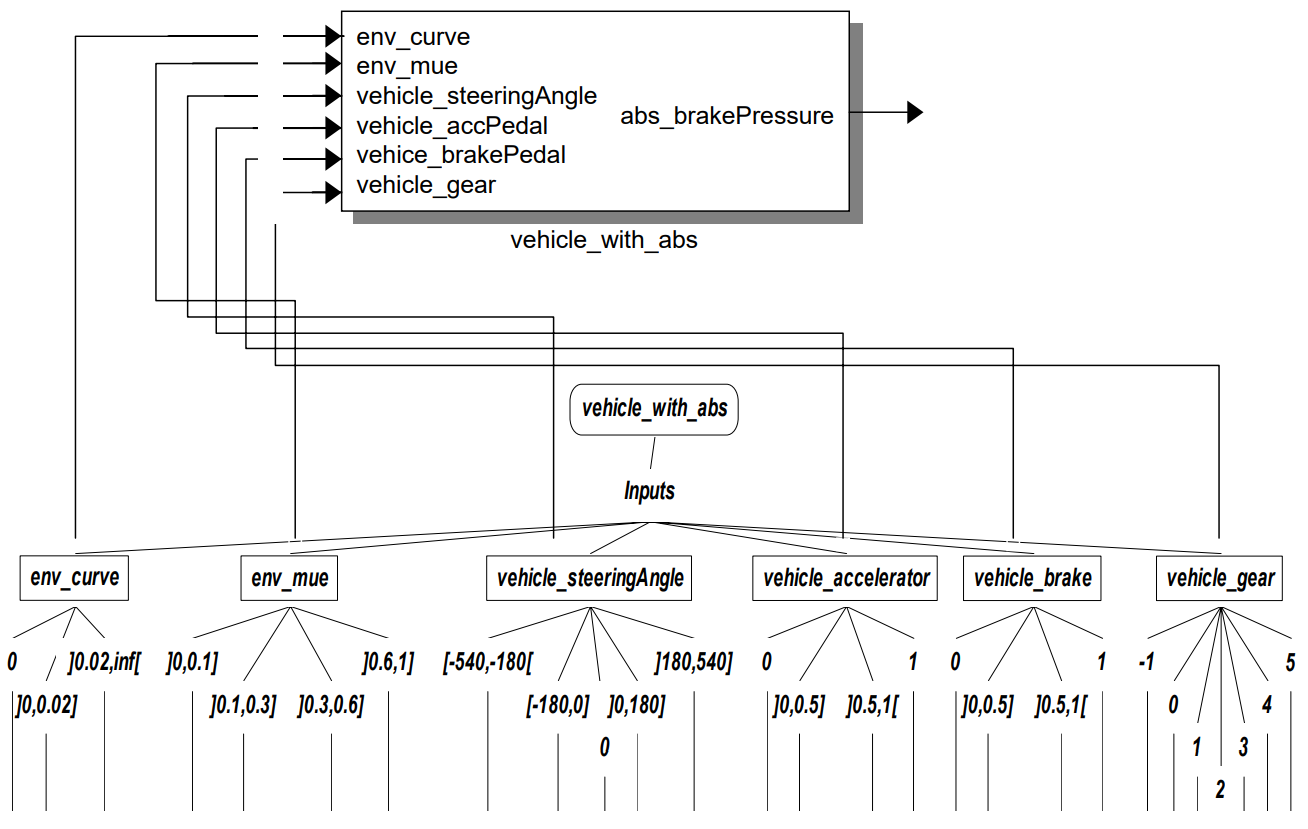 env_curve
env_mue
vehicle_steeringAngle
vehicle_accPedal
vehice_brakePedal
vehicle_gear
abs_brakePressure
vehicle_with_abs
vehicle_with_abs
Inputs
env_curve env_mue vehicle_steeringAngle vehicle_accelerator vehicle_brake vehicle_gear
0 ]0.02,inf[ ]0,0.1] ]0.6,1] [-540,-180[ ]180,540] 0 1 0 1 -1 5
]0,0.02] ]0.1,0.3] ]0.3,0.6] [-180,0] ]0,180] ]0,0.5] ]0.5,1[ ]0,0.5] ]0.5,1[ 0 4
0 1 3
2